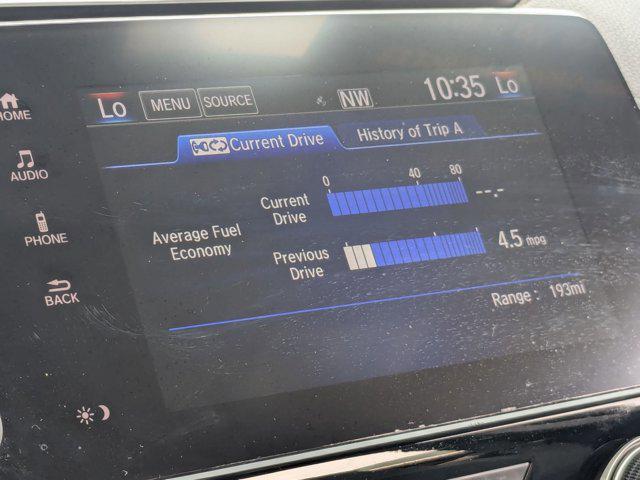 HOME
AUDIO
PHONE
BACK
Lo MENU SOURCE NW 10:35 Lo
Current Drive History of Trip A
0 40 80
Current
Drive
--.-
Average Fuel
Economy
Previous
Drive
4.5 mpg
Range : 193mi